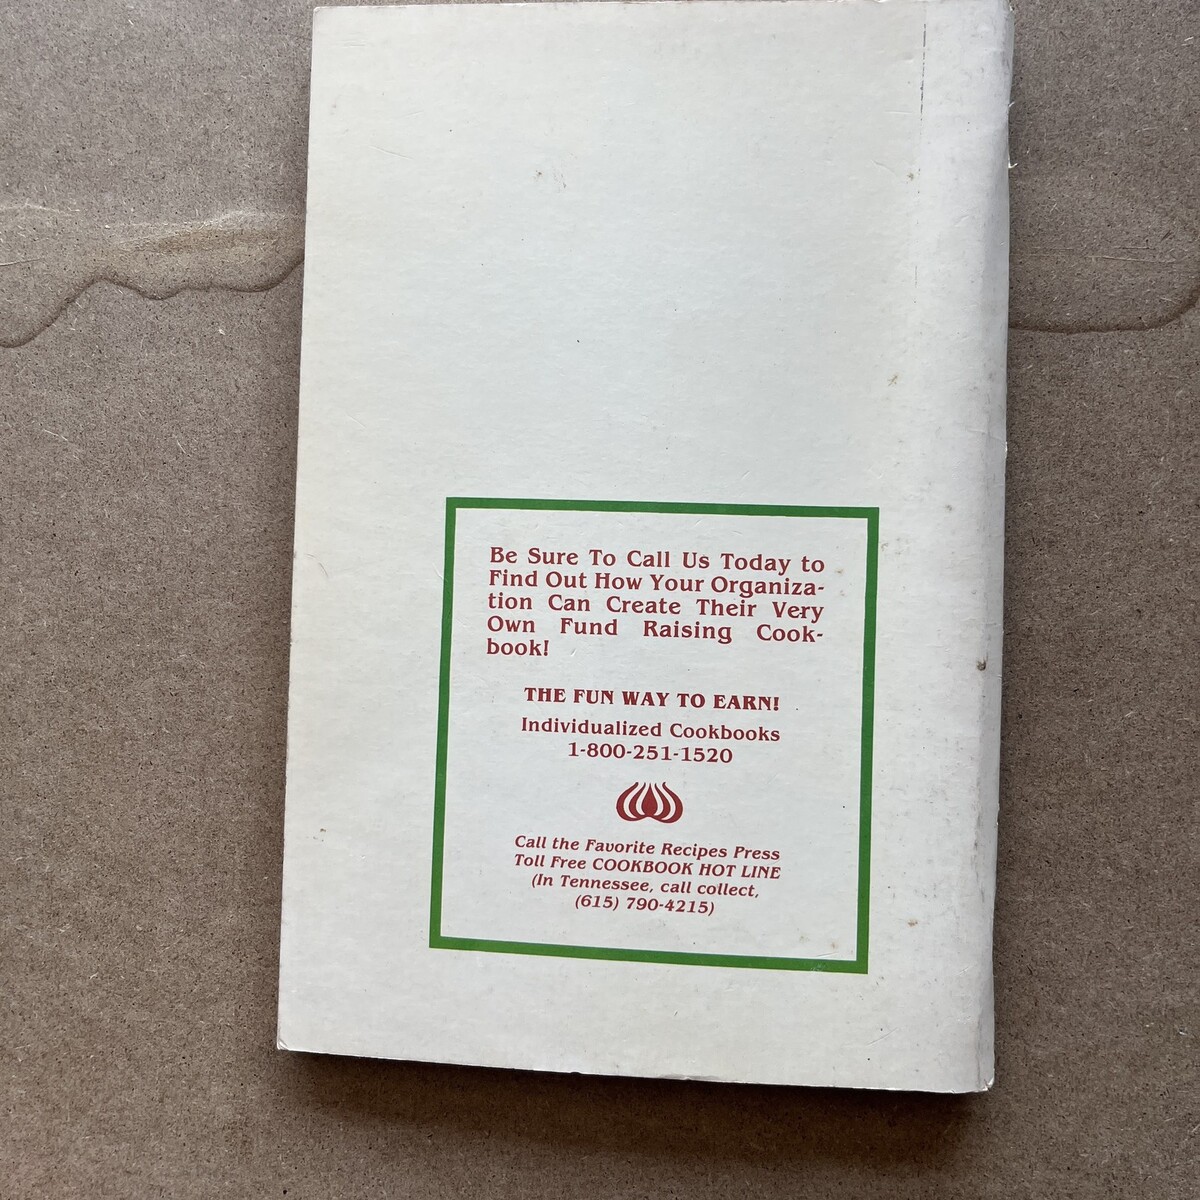 Be Sure To Call Us Today to
Find Out How Your Organiza-
tion Can Create Their Very
Own Fund Raising Cook-
book!
THE FUN WAY TO EARN!
Individualized Cookbooks
1-800-251-1520
Call the Favorite Recipes Press
Toll Free COOKBOOK HOT LINE
(In Tennessee, call collect,
(615) 790-4215)